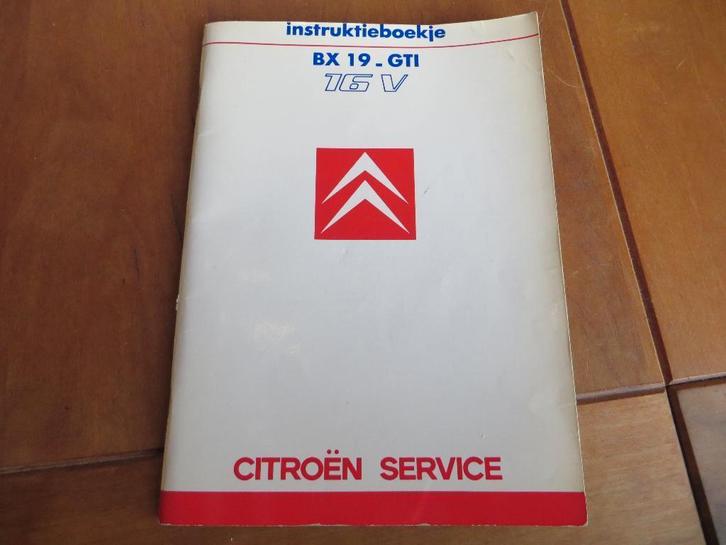 instruktieboekje
BX 19 - GTI
16 V
CITROËN SERVICE